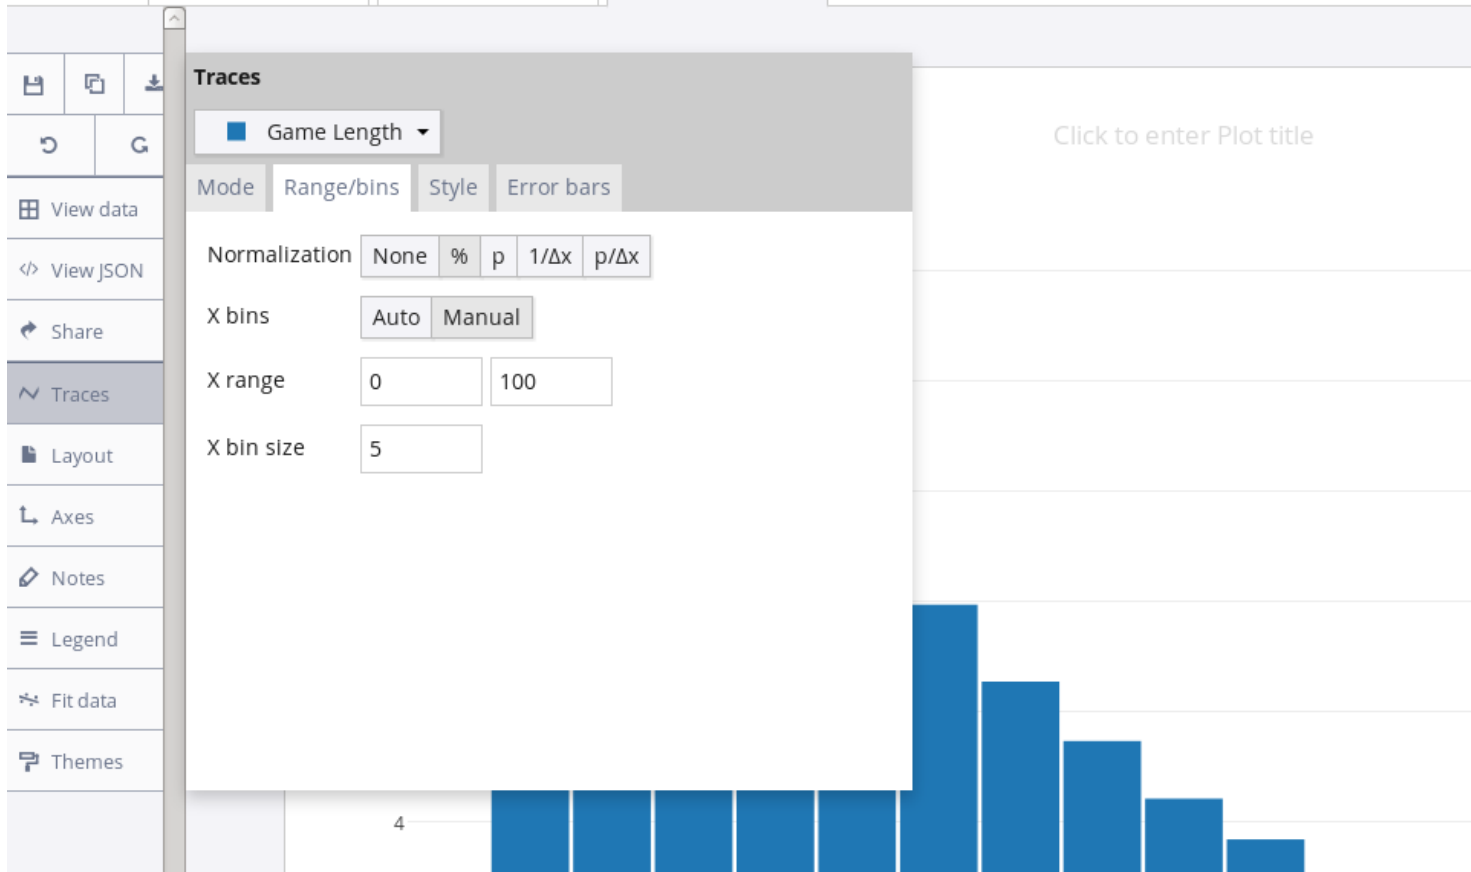 Traces
Game Length
Mode Range/bins Style Error bars
Click to enter Plot title
View data
View JSON
Share
Traces
Layout
Axes
Notes
Legend
Fit data
Themes
Normalization None % p 1/Δx p/Δx
X bins Auto Manual
X range 0 100
X bin size 5
4